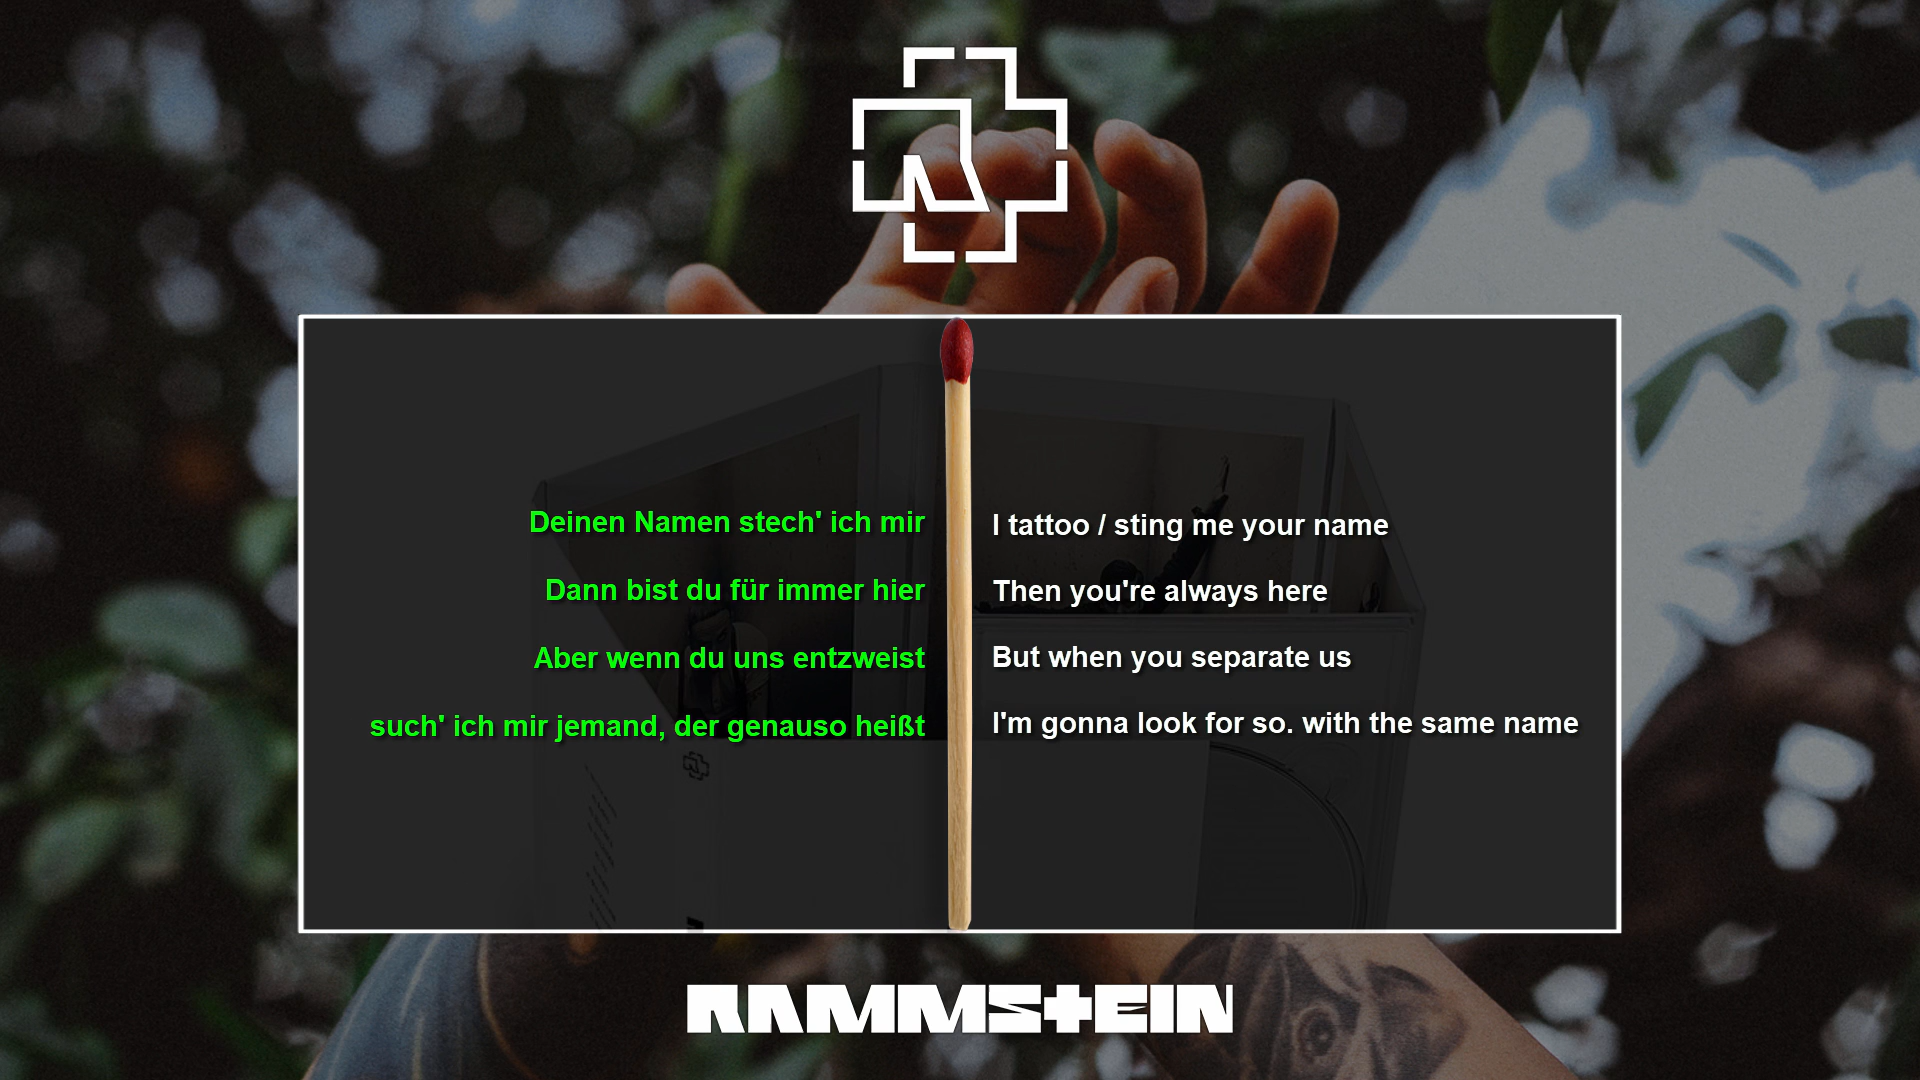 Deinen Namen stech' ich mir
Dann bist du für immer hier
Aber wenn du uns entzweist
such' ich mir jemand, der genauso heißt
I tattoo / sting me your name
Then you're always here
But when you separate us
I'm gonna look for so. with the same name
RAMMSTEIN